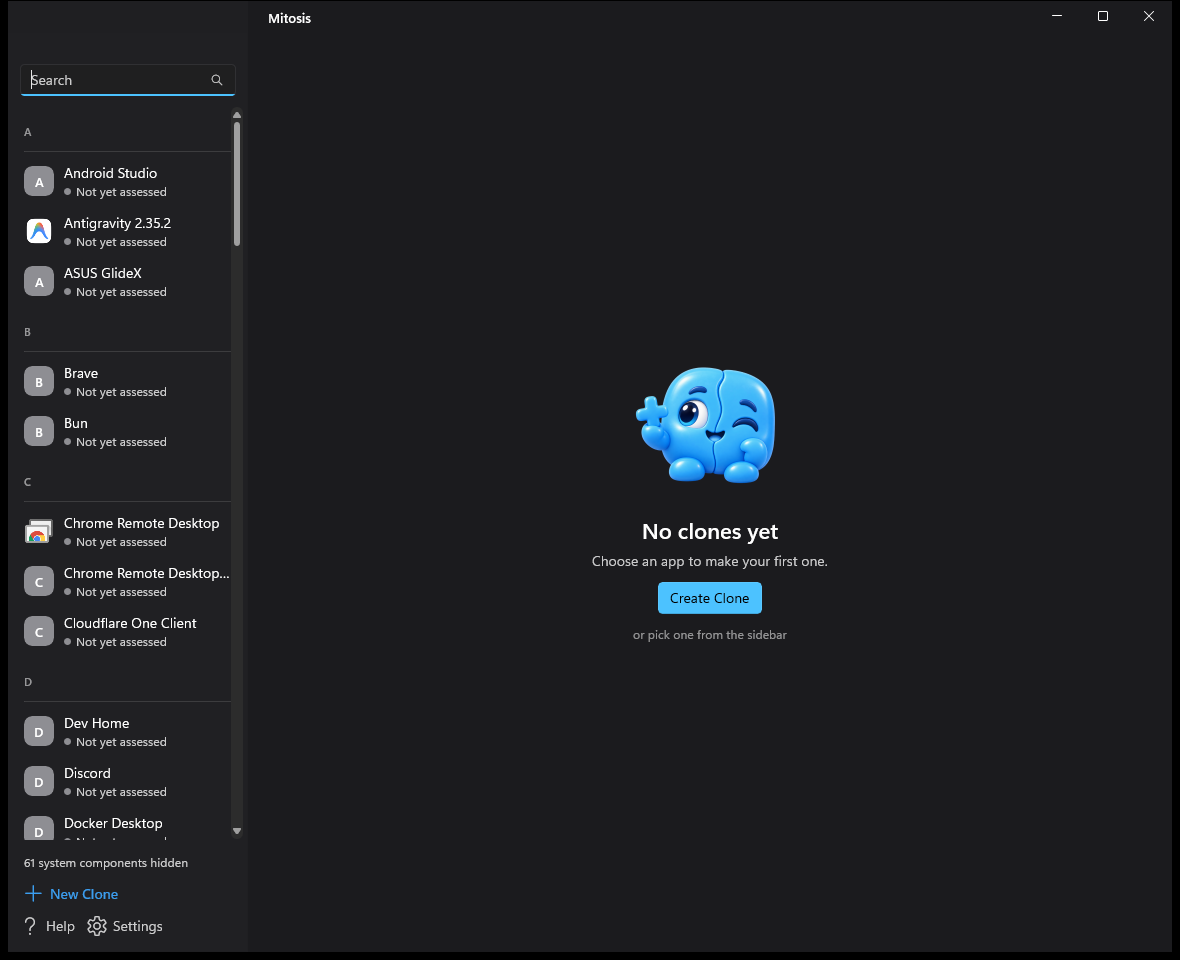 Mitosis
Search
A
A
Android Studio
Not yet assessed
Antigravity 2.35.2
Not yet assessed
A
ASUS GlideX
Not yet assessed
B
B
Brave
Not yet assessed
B
Bun
Not yet assessed
C
Chrome Remote Desktop
Not yet assessed
C
Chrome Remote Desktop...
Not yet assessed
C
Cloudflare One Client
Not yet assessed
D
D
Dev Home
Not yet assessed
D
Discord
Not yet assessed
D
Docker Desktop
61 system components hidden
New Clone
? Help
Settings
No clones yet
Choose an app to make your first one.
Create Clone
or pick one from the sidebar